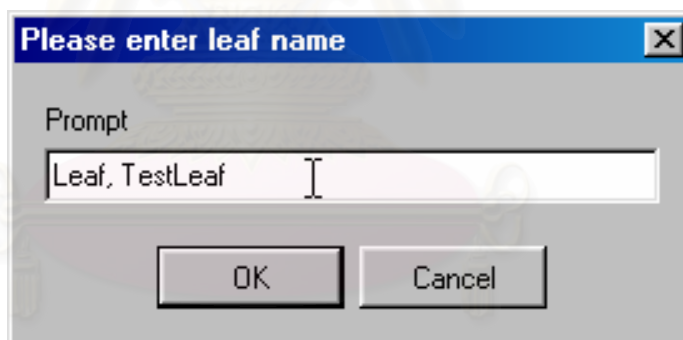 Please enter leaf name
Prompt
Leaf, TestLeaf
OK Cancel